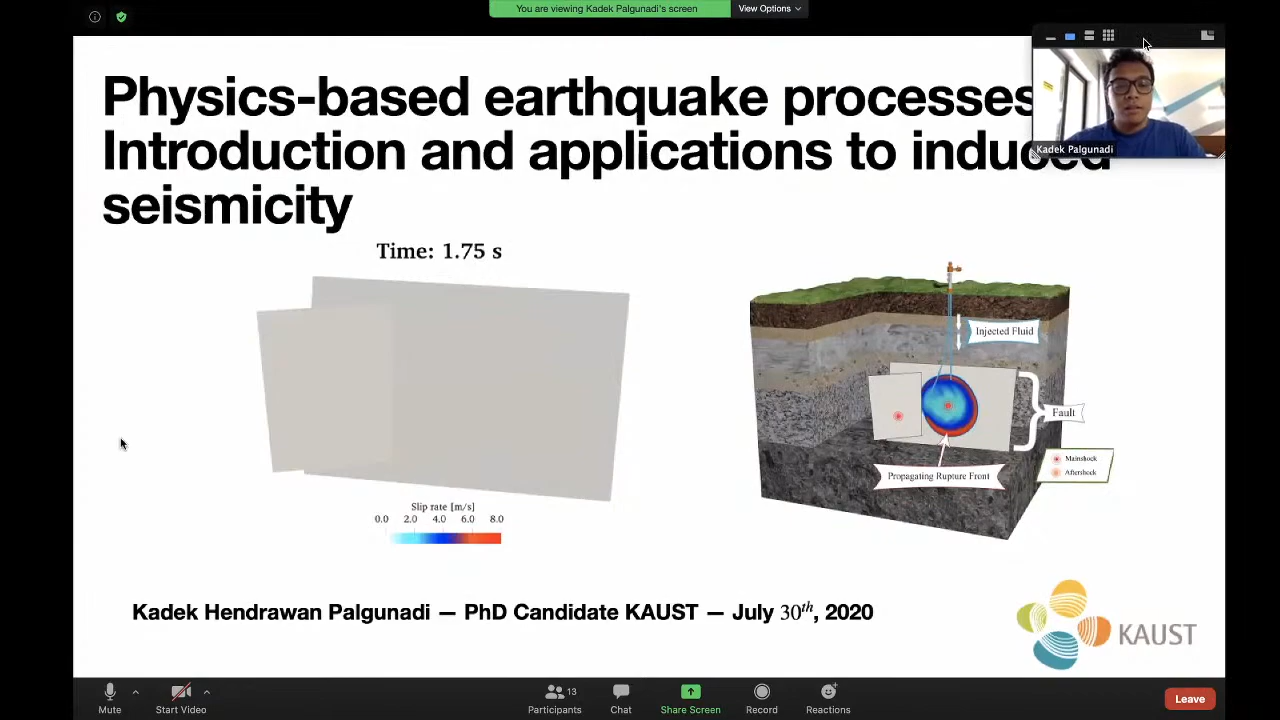 You are viewing Kadek Palgunadi's screen
View Options
Physics-based earthquake processes
Introduction and applications to induced
seismicity
Kadek Palgunadi
Time: 1.75 s
Injected Fluid
Fault
Mainshock
Aftershock
Propagating Rupture Front
Slip rate [m/s]
0.0 2.0 4.0 6.0 8.0
Kadek Hendrawan Palgunadi — PhD Candidate KAUST — July 30th, 2020
KAUST
Mute
Start Video
Participants
13
Chat
Share Screen
Record
Reactions
Leave